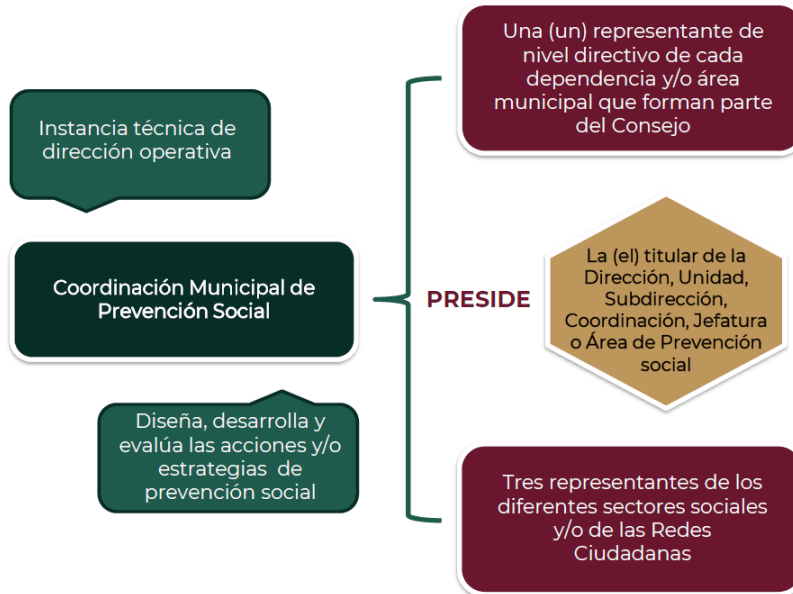 Instancia técnica de
dirección operativa
Coordinación Municipal de
Prevención Social
Diseña, desarrolla y
evalúa las acciones y/o
estrategias de
prevención social
PRESIDE
Una (un) representante de
nivel directivo de cada
dependencia y/o área
municipal que forman parte
del Consejo
La (el) titular de la
Dirección, Unidad,
Subdirección,
Coordinación, Jefatura
o Área de Prevención
social
Tres representantes de los
diferentes sectores sociales
y/o de las Redes
Ciudadanas